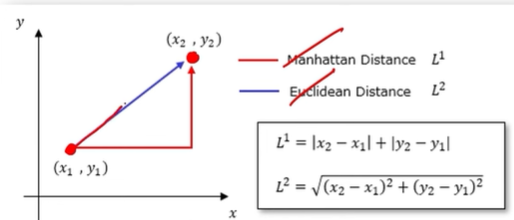 y
(x₂ , y₂)
Manhattan Distance L¹
Euclidean Distance L²
(x₁ , y₁)
L¹ = |x₂ − x₁| + |y₂ − y₁|
L² = √((x₂ − x₁)² + (y₂ − y₁)²)
x